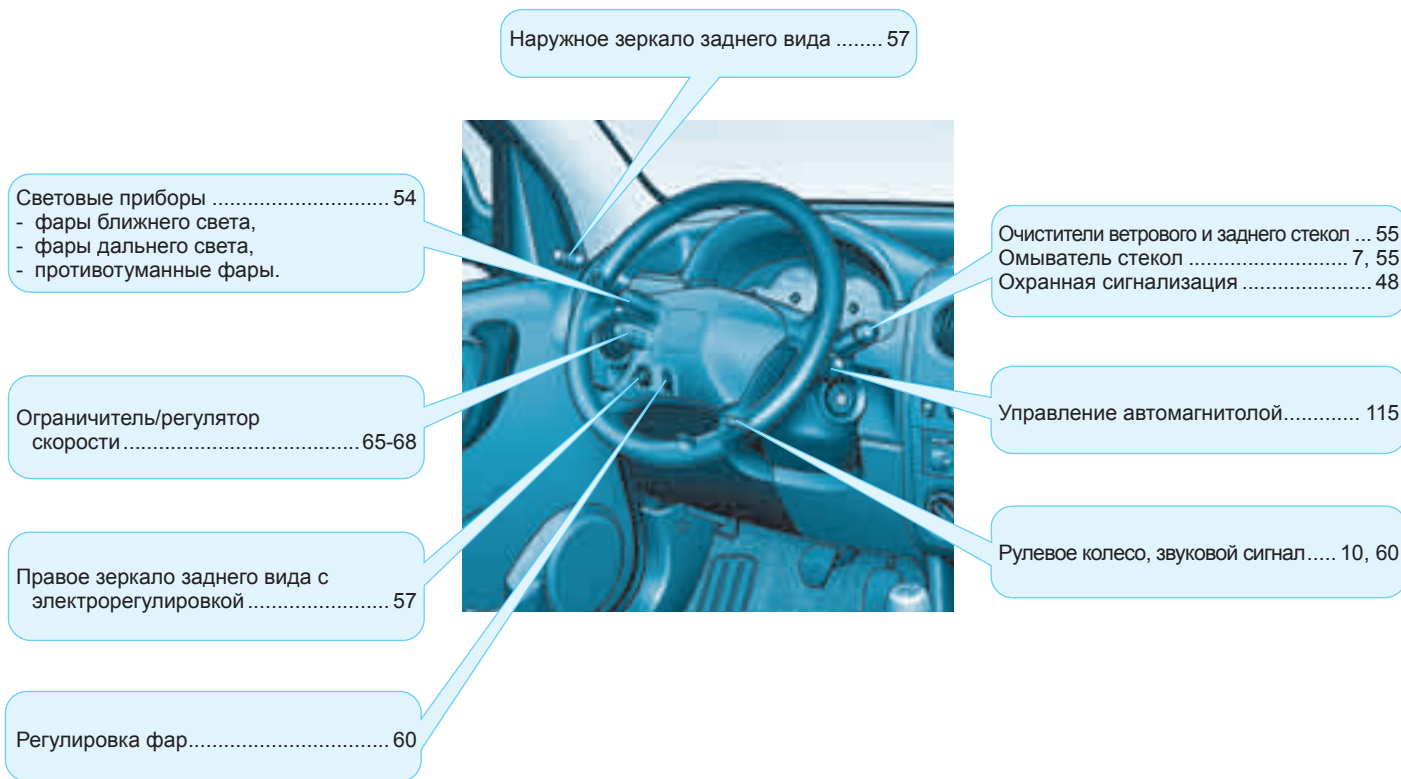 Наружное зеркало заднего вида ........ 57
Световые приборы .............................. 54
- фары ближнего света,
- фары дальнего света,
- противотуманные фары.
Ограничитель/регулятор
скорости ........................................ 65-68
Правое зеркало заднего вида с
электрорегулировкой ........................ 57
Регулировка фар.................................. 60
Очистители ветрового и заднего стекол ... 55
Омыватель стекол ........................... 7, 55
Охранная сигнализация ...................... 48
Управление автомагнитолой............. 115
Рулевое колесо, звуковой сигнал..... 10, 60